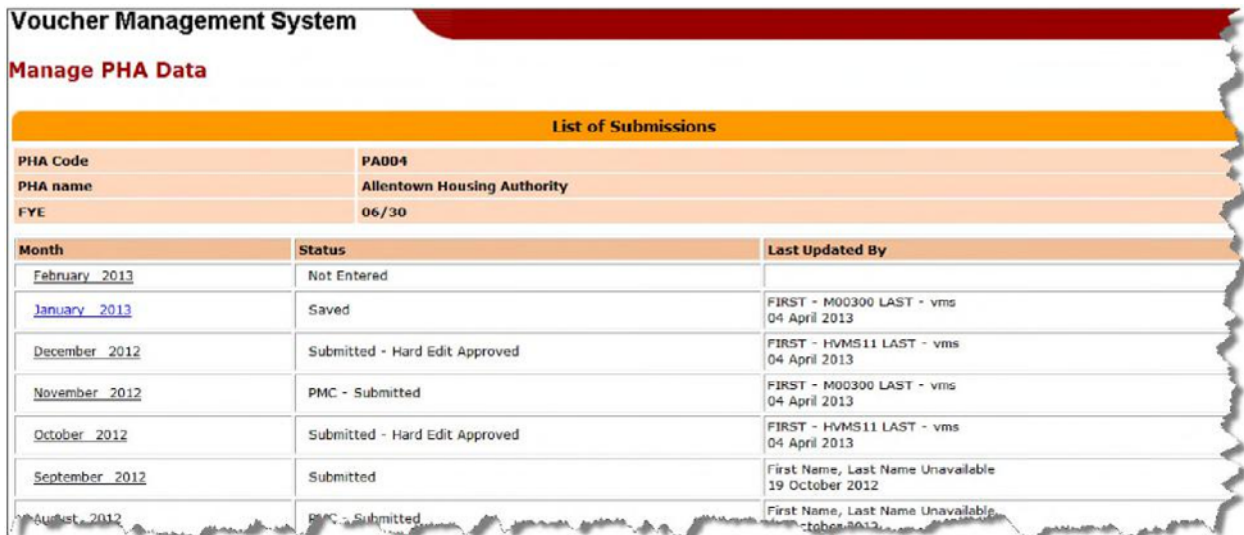 Voucher Management System
Manage PHA Data
List of Submissions
PHA Code PA004
PHA name Allentown Housing Authority
FYE 06/30
Month Status Last Updated By
February 2013 Not Entered
January 2013 Saved FIRST - M00300 LAST - vms
04 April 2013
December 2012 Submitted - Hard Edit Approved FIRST - HVMS11 LAST - vms
04 April 2013
November 2012 PMC - Submitted FIRST - M00300 LAST - vms
04 April 2013
October 2012 Submitted - Hard Edit Approved FIRST - HVMS11 LAST - vms
04 April 2013
September 2012 Submitted First Name, Last Name Unavailable
19 October 2012
August 2012 - Submitted First Name, Last Name Unavailable